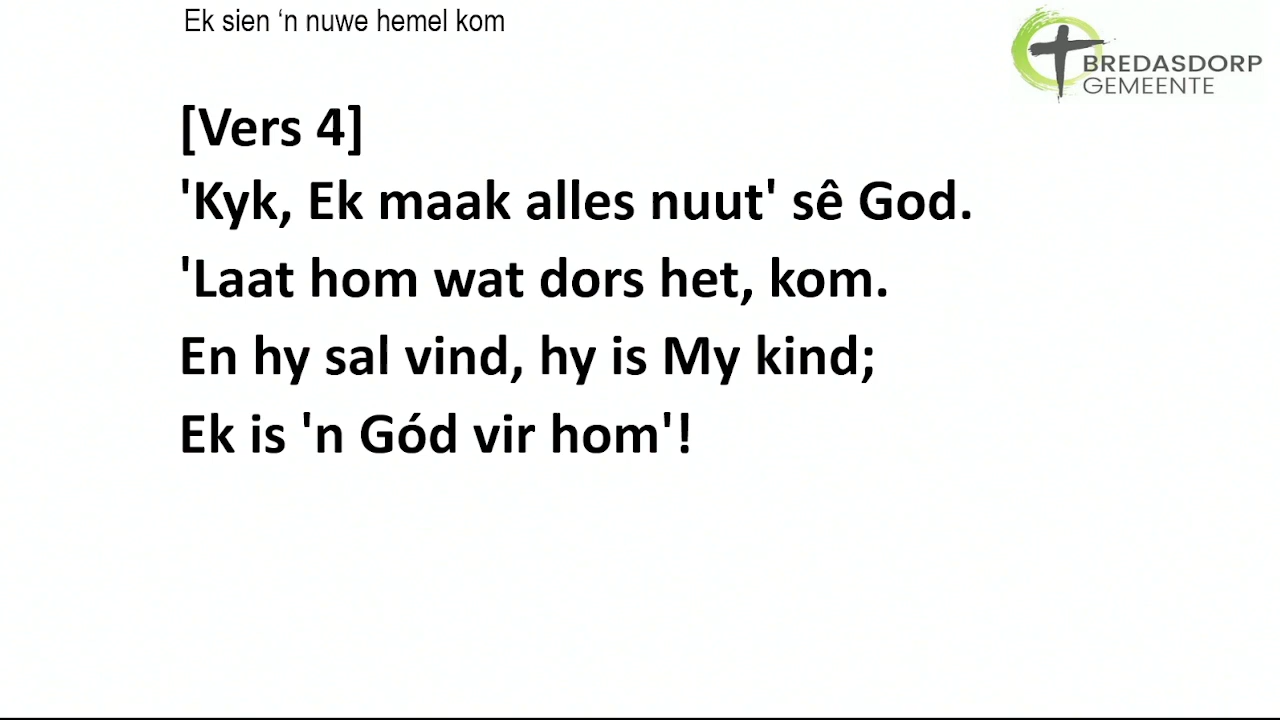 Ek sien ‘n nuwe hemel kom
BREDASDORP
GEMEENTE
[Vers 4]
'Kyk, Ek maak alles nuut' sê God.
'Laat hom wat dors het, kom.
En hy sal vind, hy is My kind;
Ek is 'n Gód vir hom'!